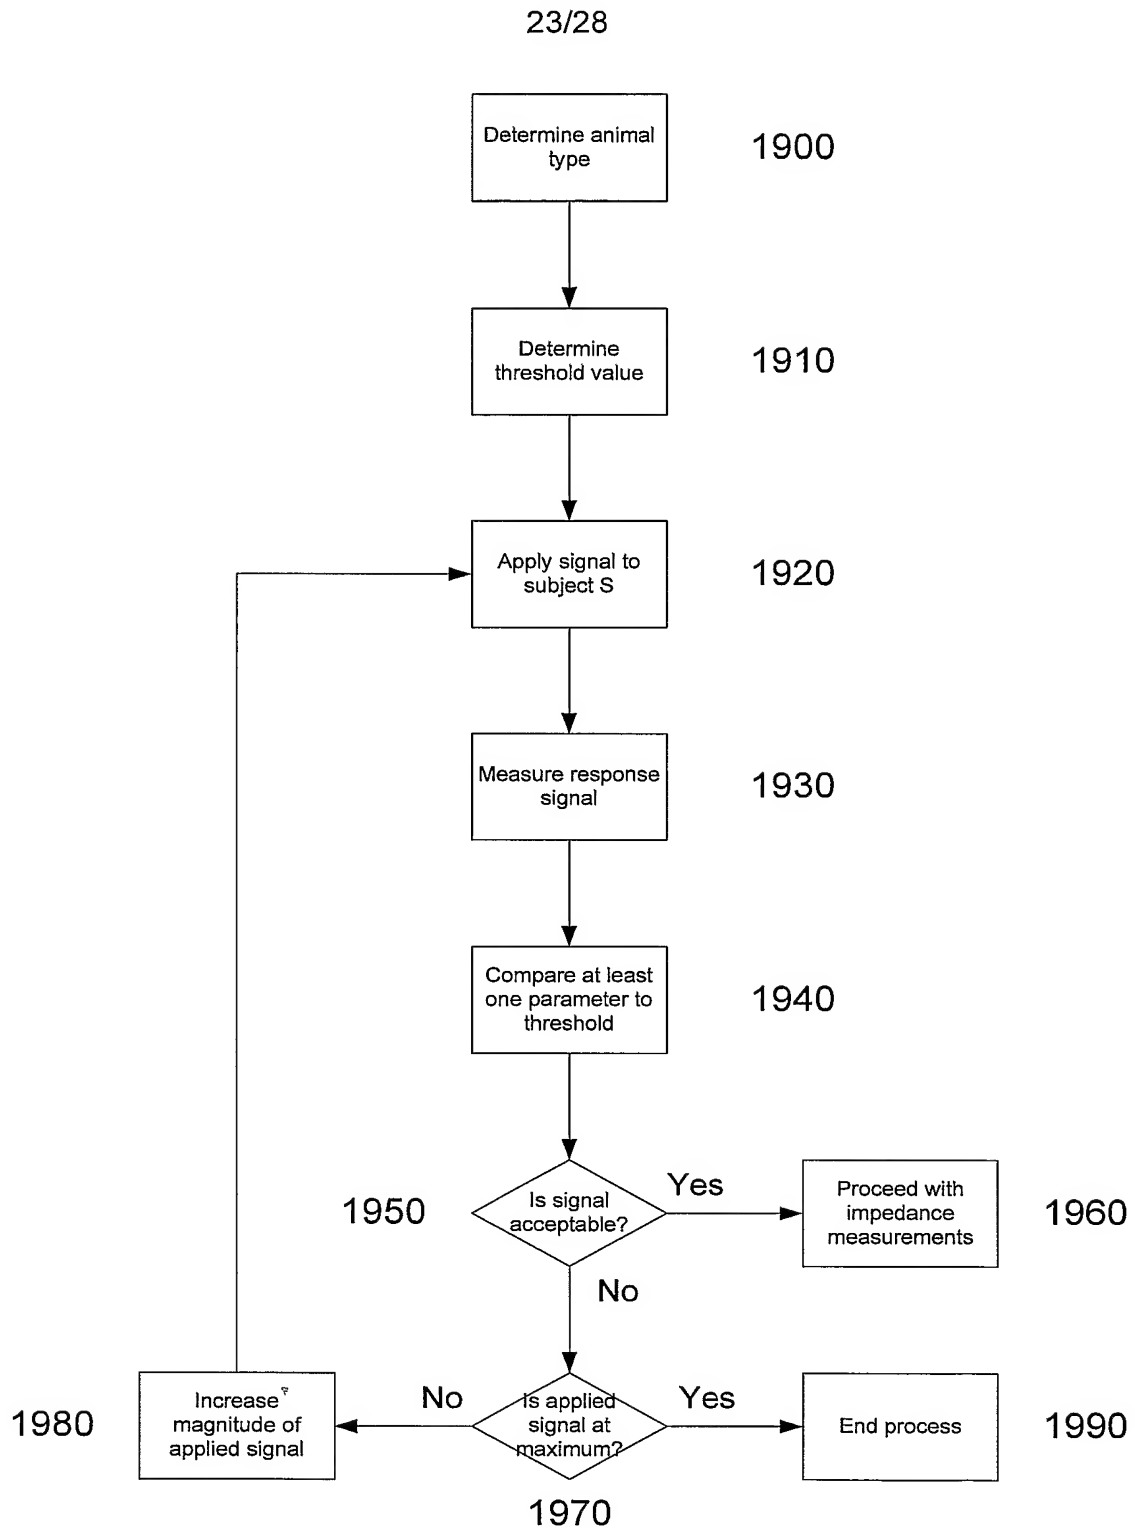 23/28
Determine animal
type
1900
Determine
threshold value
1910
Apply signal to
subject S
1920
Measure response
signal
1930
Compare at least
one parameter to
threshold
1940
1950
Is signal
acceptable?
Yes
Proceed with
impedance
measurements
1960
No
1980
Increase
magnitude of
applied signal
No
Is applied
signal at
maximum?
Yes
End process
1990
1970